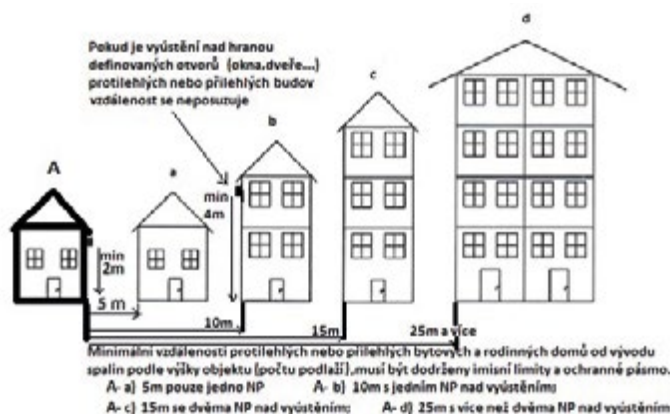 d
Pokud je vyústění nad hranou
definovaných otvorů (okna.dveře...)
protilehlých nebo přilehlých budov
vzdálenost se neposuzuje
c
b
A
a
min
4m
min
2m
5 m
10m
15m
25m a více
Minimální vzdálenosti protilehlých nebo přilehlých bytových a rodinných domů od vývodu
spalin podle výšky objektu (počtu podlaží),musí být dodrženy imisní limity a ochranné pásmo.
A- a) 5m pouze jedno NP A- b) 10m s jedním NP nad vyústěním;
A- c) 15m se dvěma NP nad vyústěním; A- d) 25m s více než dvěma NP nad vyústěním